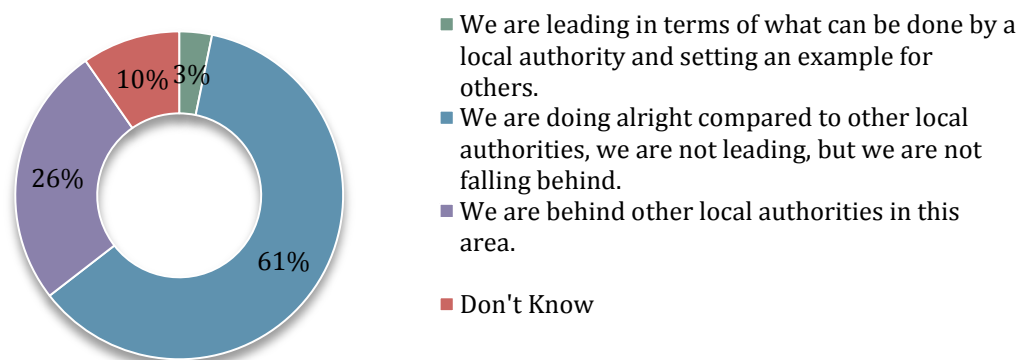 10%
3%
26%
61%
We are leading in terms of what can be done by a
local authority and setting an example for
others.
We are doing alright compared to other local
authorities, we are not leading, but we are not
falling behind.
We are behind other local authorities in this
area.
Don't Know